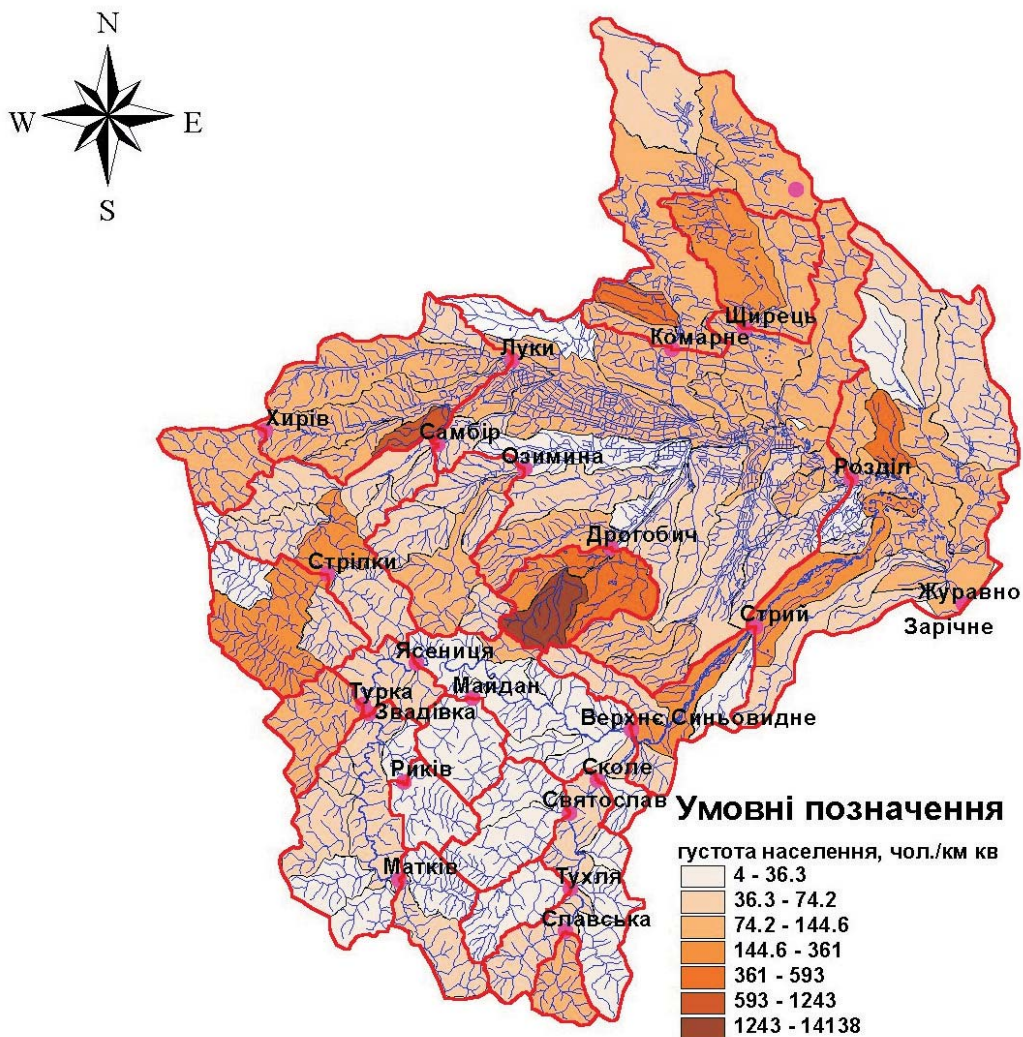 N
W E
S
Щирець
Комарне
Луки
Хирів
Самбір
Озимина
Розділ
Дрогобич
Стріпки
Журавно
Стрий
Зарічне
Ясениця
Майдан
Турка
Звадівка
Верхнє Синьовидне
Риків
Сколе
Святослав
Матків
Тухля
Славська
Умовні позначення
густота населення, чол./км кв
4 - 36.3
36.3 - 74.2
74.2 - 144.6
144.6 - 361
361 - 593
593 - 1243
1243 - 14138